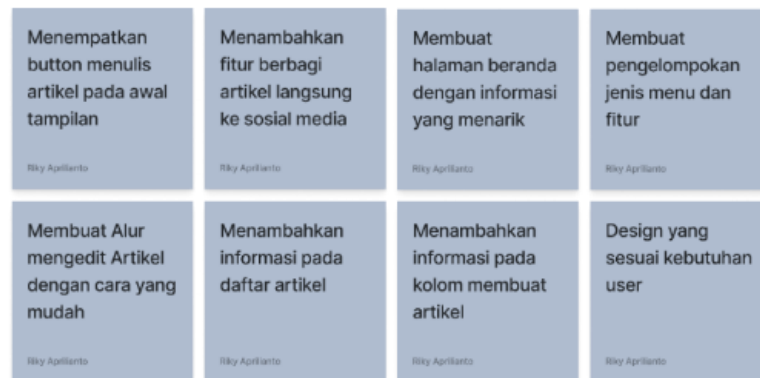 Menempatkan
button menulis
artikel pada awal
tampilan
Riky Aprilianto
Menambahkan
fitur berbagi
artikel langsung
ke sosial media
Riky Aprilianto
Membuat
halaman beranda
dengan informasi
yang menarik
Riky Aprilianto
Membuat
pengelompokan
jenis menu dan
fitur
Riky Aprilianto
Membuat Alur
mengedit Artikel
dengan cara yang
mudah
Riky Aprilianto
Menambahkan
informasi pada
daftar artikel
Riky Aprilianto
Menambahkan
informasi pada
kolom membuat
artikel
Riky Aprilianto
Design yang
sesuai kebutuhan
user
Riky Aprilianto